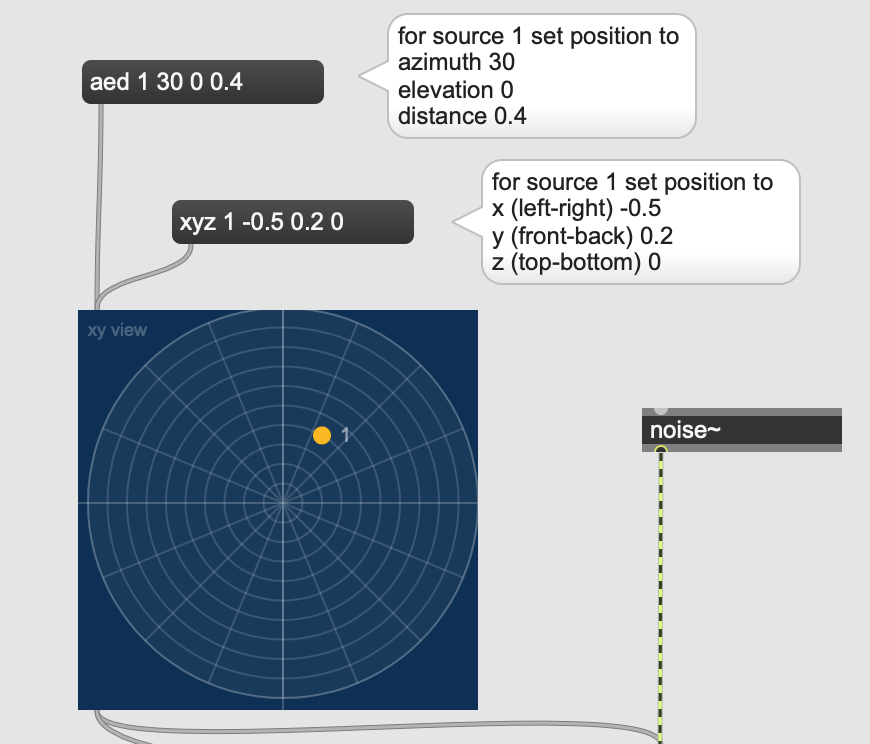 aed 1 30 0 0.4
for source 1 set position to
azimuth 30
elevation 0
distance 0.4
xyz 1 -0.5 0.2 0
for source 1 set position to
x (left-right) -0.5
y (front-back) 0.2
z (top-bottom) 0
xy view
1
noise~